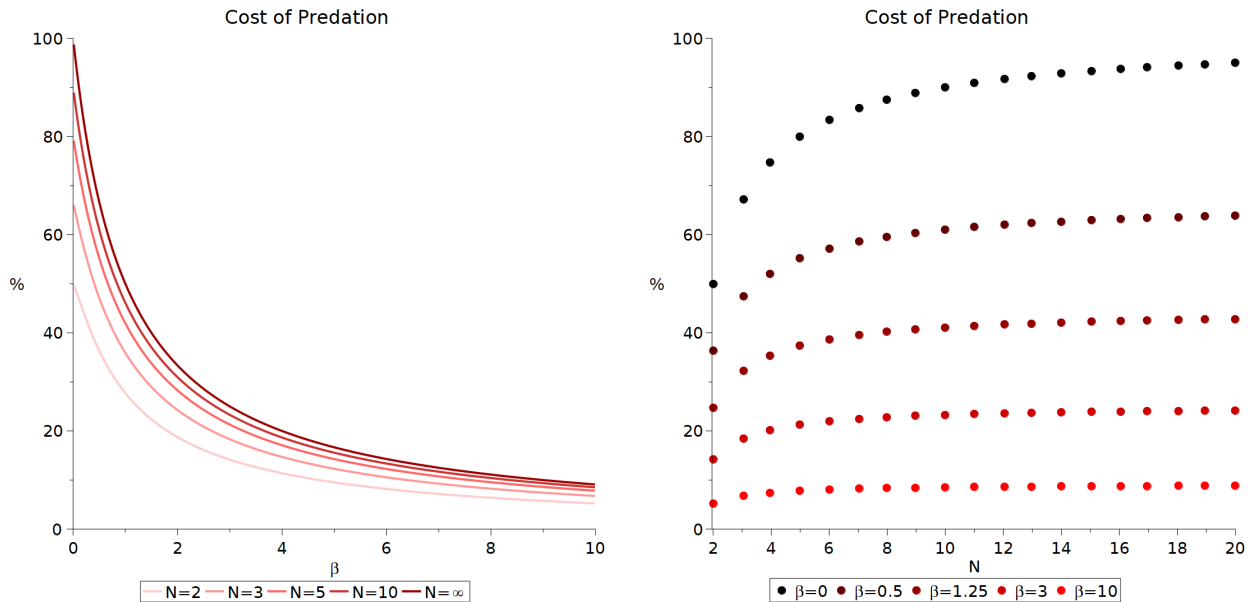 Cost of Predation
100
80
60
%
40
20
0
0 2 4 6 8 10
β
N=2 N=3 N=5 N=10 N=∞
Cost of Predation
100
80
60
%
40
20
0
2 4 6 8 10 12 14 16 18 20
N
β=0 β=0.5 β=1.25 β=3 β=10